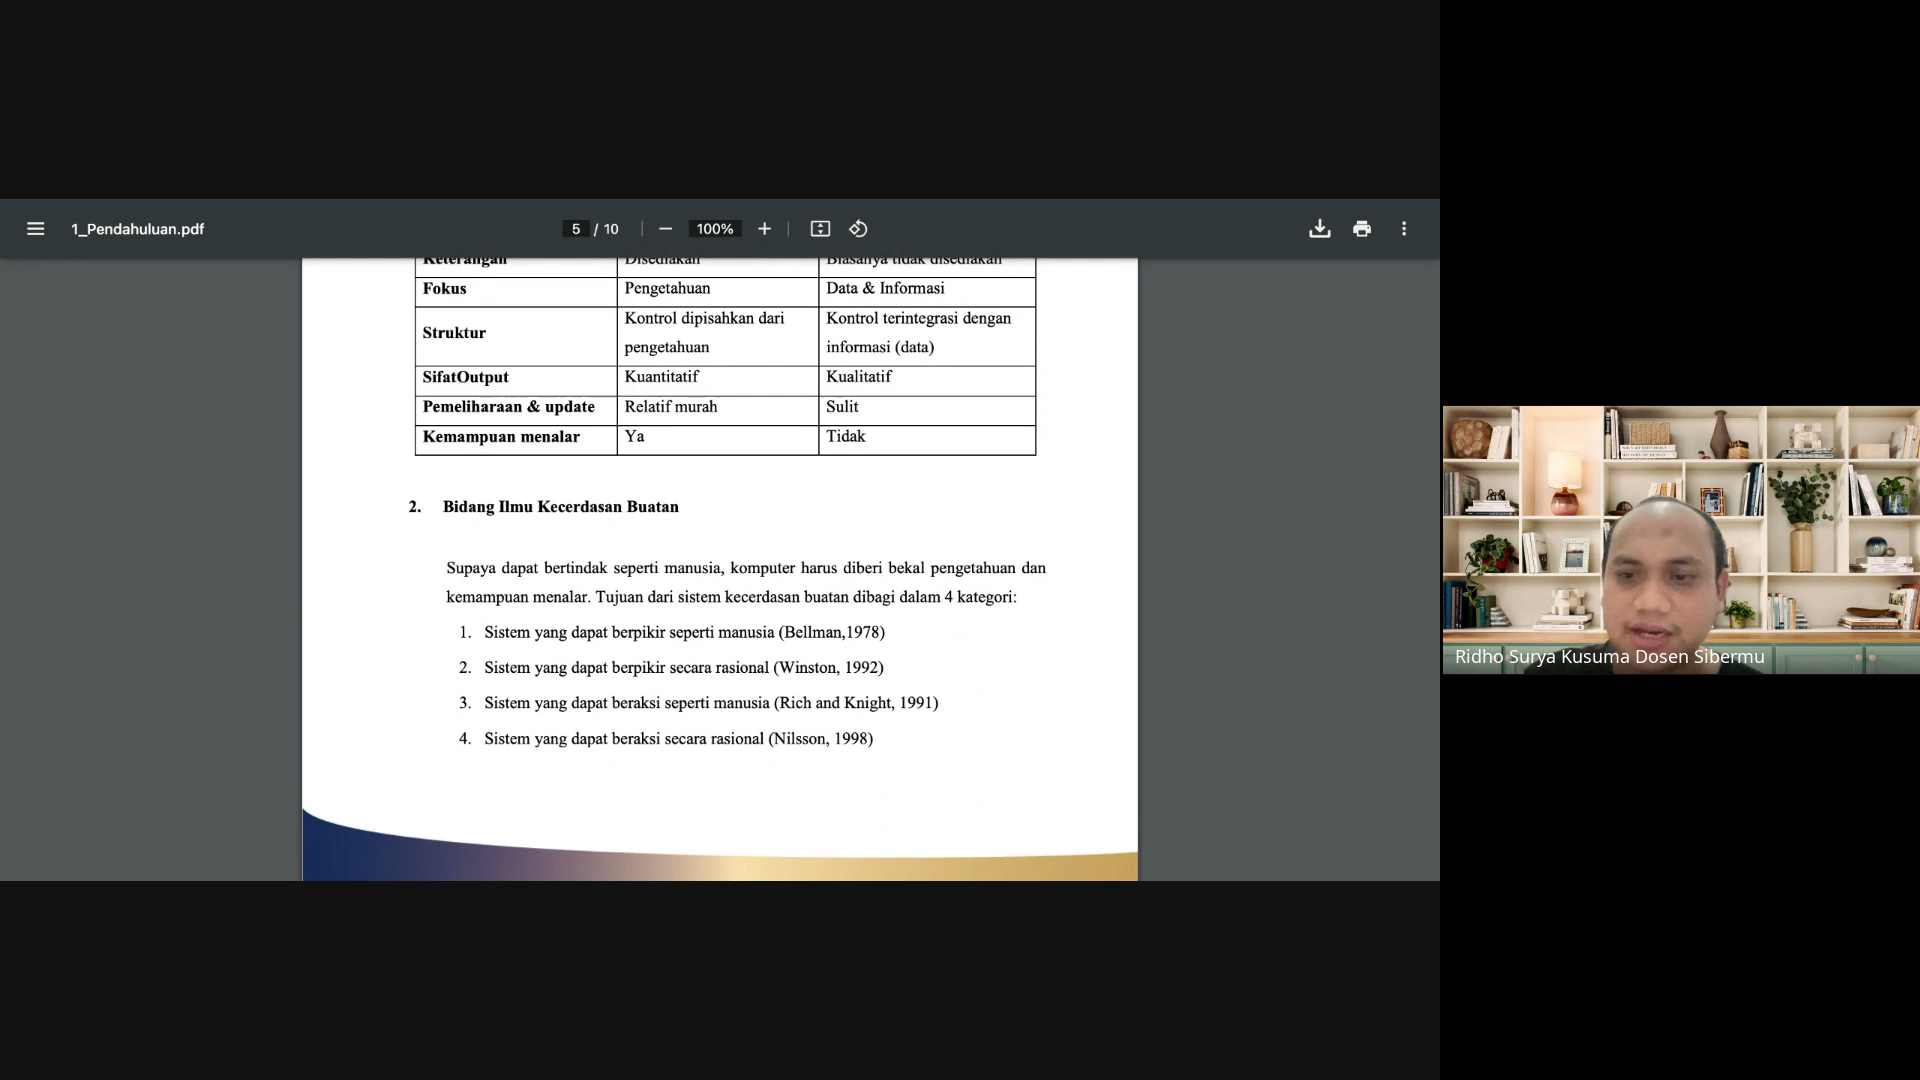 1_Pendahuluan.pdf
5 / 10
100%
Keterangan Disediakan Biasanya tidak disediakan
Fokus Pengetahuan Data & Informasi
Struktur Kontrol dipisahkan dari pengetahuan Kontrol terintegrasi dengan informasi (data)
SifatOutput Kuantitatif Kualitatif
Pemeliharaan & update Relatif murah Sulit
Kemampuan menalar Ya Tidak
2. Bidang Ilmu Kecerdasan Buatan
Supaya dapat bertindak seperti manusia, komputer harus diberi bekal pengetahuan dan
kemampuan menalar. Tujuan dari sistem kecerdasan buatan dibagi dalam 4 kategori:
1. Sistem yang dapat berpikir seperti manusia (Bellman,1978)
2. Sistem yang dapat berpikir secara rasional (Winston, 1992)
3. Sistem yang dapat beraksi seperti manusia (Rich and Knight, 1991)
4. Sistem yang dapat beraksi secara rasional (Nilsson, 1998)
Ridho Surya Kusuma Dosen Sibermu